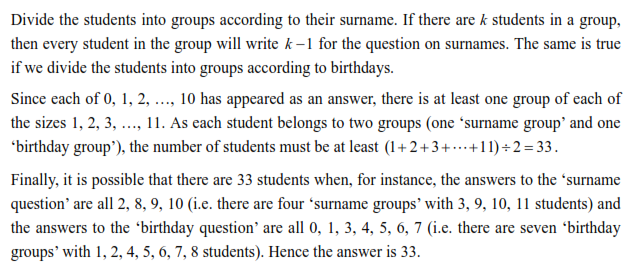 Divide the students into groups according to their surname. If there are k students in a group,
then every student in the group will write k −1 for the question on surnames. The same is true
if we divide the students into groups according to birthdays.
Since each of 0, 1, 2, …, 10 has appeared as an answer, there is at least one group of each of
the sizes 1, 2, 3, …, 11. As each student belongs to two groups (one ‘surname group’ and one
‘birthday group’), the number of students must be at least (1+2+3+⋯+11)÷2=33.
Finally, it is possible that there are 33 students when, for instance, the answers to the ‘surname
question’ are all 2, 8, 9, 10 (i.e. there are four ‘surname groups’ with 3, 9, 10, 11 students) and
the answers to the ‘birthday question’ are all 0, 1, 3, 4, 5, 6, 7 (i.e. there are seven ‘birthday
groups’ with 1, 2, 4, 5, 6, 7, 8 students). Hence the answer is 33.